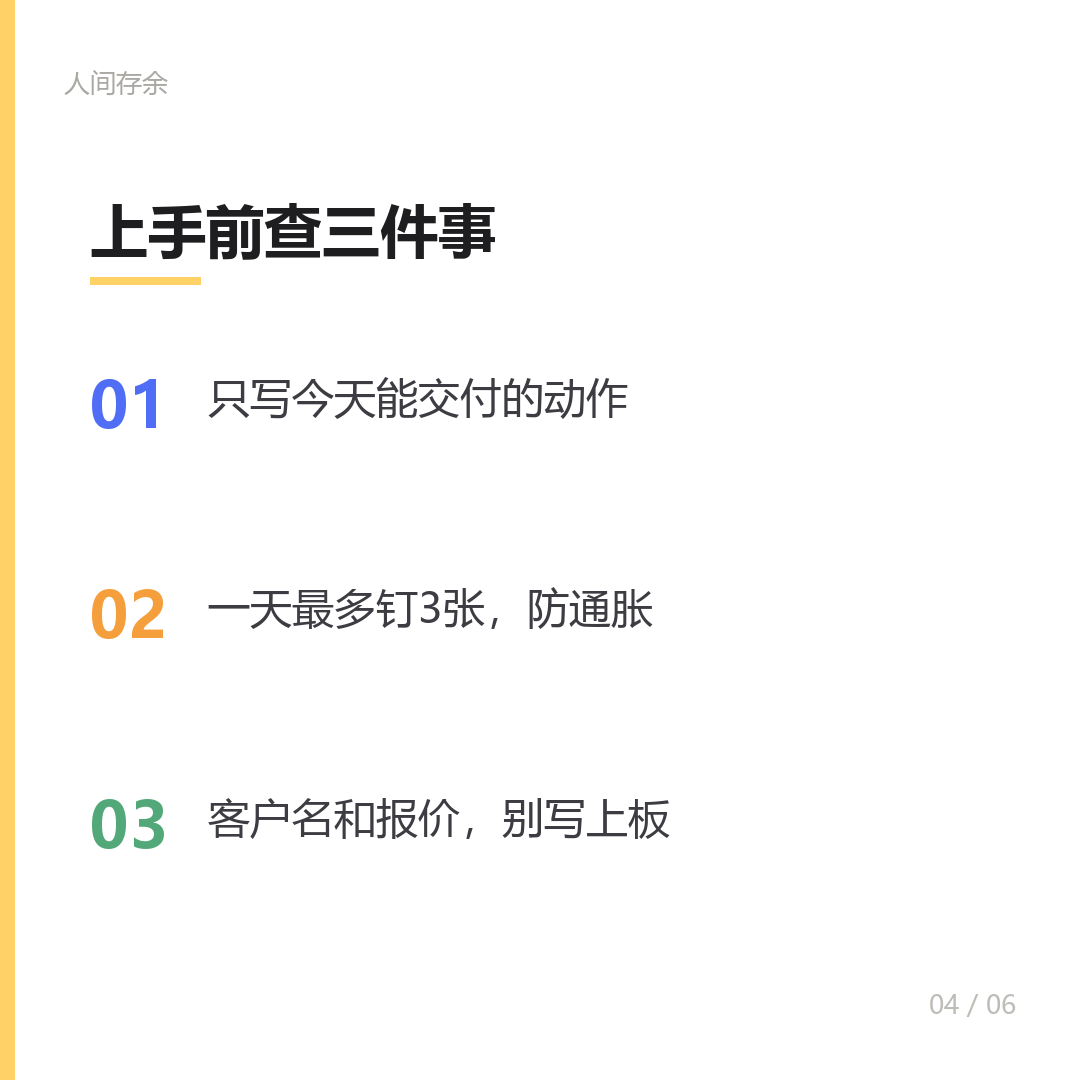 人间存余
上手前查三件事
01 只写今天能交付的动作
02 一天最多钉3张，防通胀
03 客户名和报价，别写上板
04 / 06